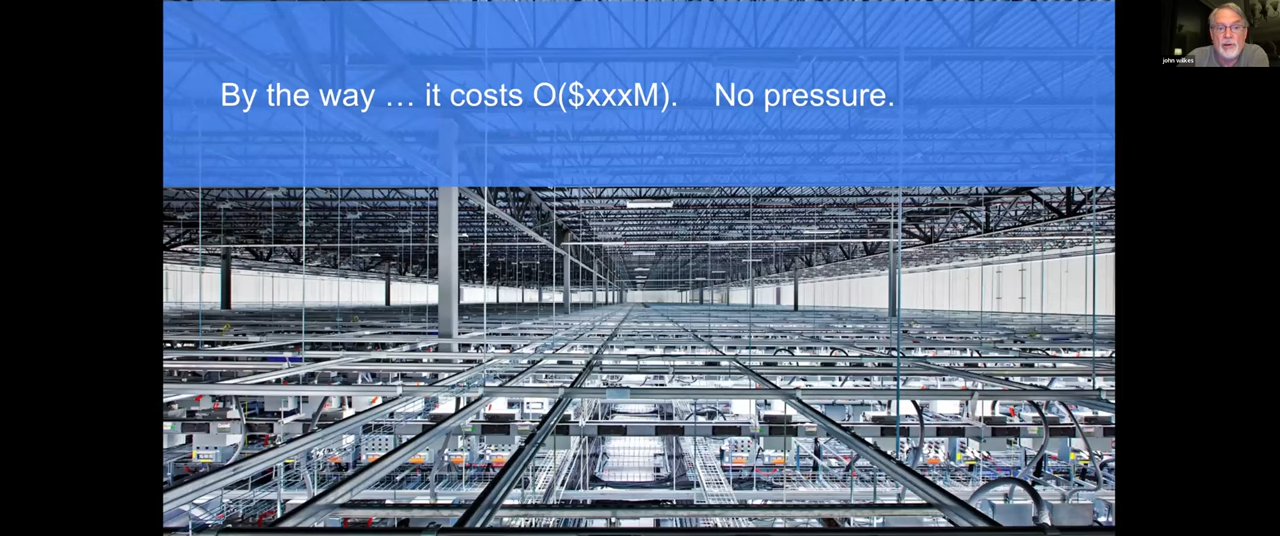 By the way … it costs O($xxxM). No pressure.
john wilkes